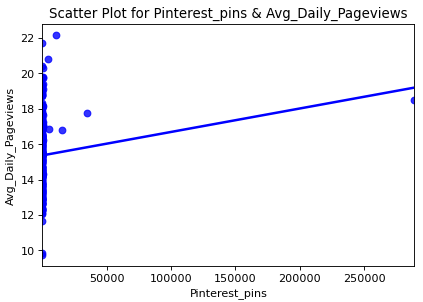 Scatter Plot for Pinterest_pins & Avg_Daily_Pageviews
22
20
18
16
14
12
10
Avg_Daily_Pageviews
50000 100000 150000 200000 250000
Pinterest_pins